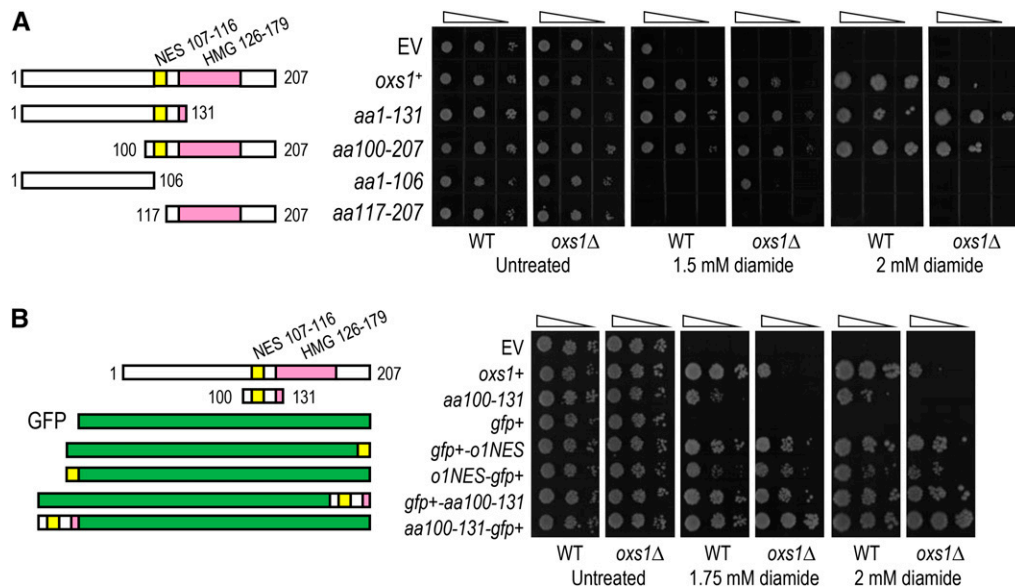 A
NES 107-116
HMG 126-179
1
207
1
131
100
207
1
106
117
207
EV
oxs1⁺
aa1-131
aa100-207
aa1-106
aa117-207
WT
oxs1Δ
WT
oxs1Δ
WT
oxs1Δ
Untreated
1.5 mM diamide
2 mM diamide
B
NES 107-116
HMG 126-179
1
207
100
131
GFP
EV
oxs1+
aa100-131
gfp+
gfp+-o1NES
o1NES-gfp+
gfp+-aa100-131
aa100-131-gfp+
WT
oxs1Δ
WT
oxs1Δ
WT
oxs1Δ
Untreated
1.75 mM diamide
2 mM diamide